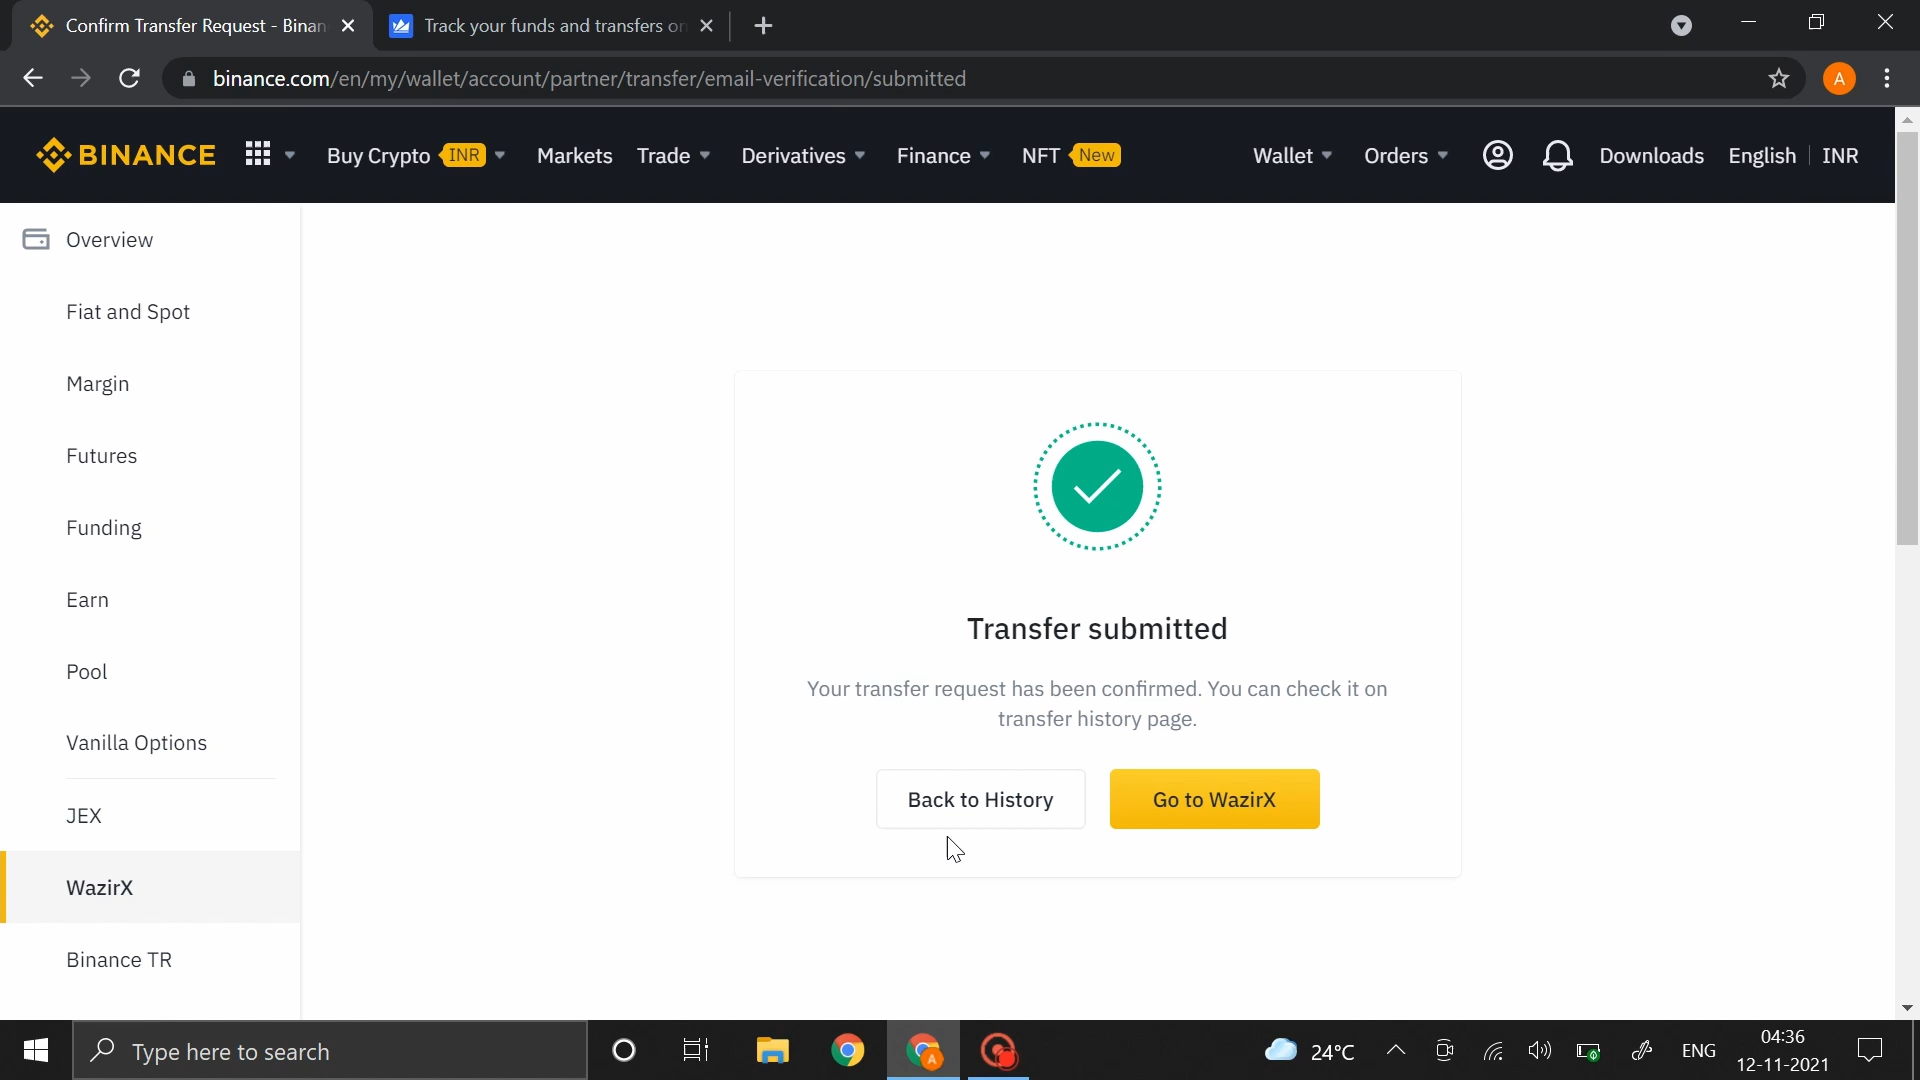 Confirm Transfer Request - Binan
Track your funds and transfers on
binance.com/en/my/wallet/account/partner/transfer/email-verification/submitted
A
BINANCE
Buy Crypto INR
Markets
Trade
Derivatives
Finance
NFT New
Wallet
Orders
Downloads
English
INR
Overview
Fiat and Spot
Margin
Futures
Funding
Earn
Pool
Vanilla Options
JEX
WazirX
Binance TR
Transfer submitted
Your transfer request has been confirmed. You can check it on
transfer history page.
Back to History
Go to WazirX
Type here to search
A
24°C
ENG
04:36
12-11-2021